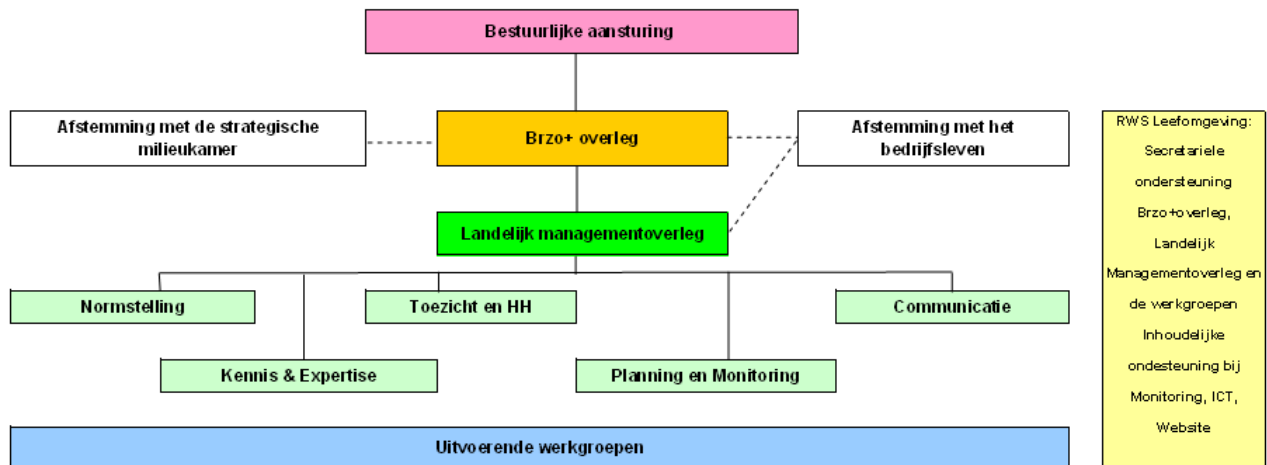 Bestuurlijke aansturing
Afstemming met de strategische
milieukamer
Brzo+ overleg
Afstemming met het
bedrijfsleven
Landelijk managementoverleg
Normstelling
Toezicht en HH
Communicatie
Kennis & Expertise
Planning en Monitoring
Uitvoerende werkgroepen
RWS Leefomgeving:
Secretariele
ondersteuning
Brzo+overleg,
Landelijk
Managementoverleg en
de werkgroepen
Inhoudelijke
ondesteuning bij
Monitoring, ICT,
Website